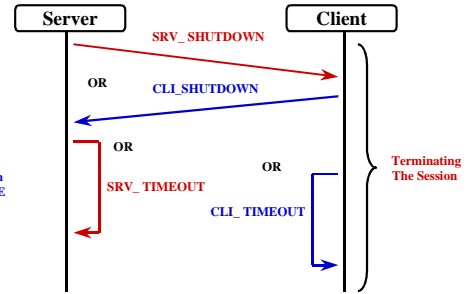 Server
Client
SRV_ SHUTDOWN
OR
CLI_SHUTDOWN
OR
OR
Terminating
The Session
SRV_ TIMEOUT
CLI_ TIMEOUT